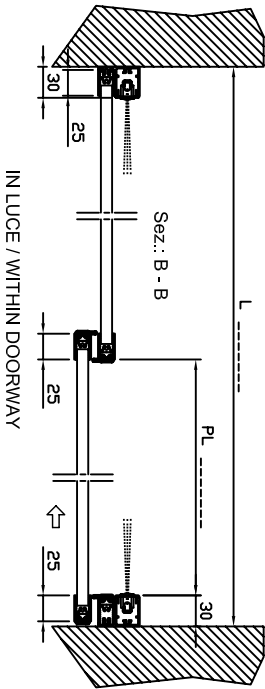 L ------
PL ------
30
Sez.: B - B
30
25
25
25
IN LUCE / WITHIN DOORWAY